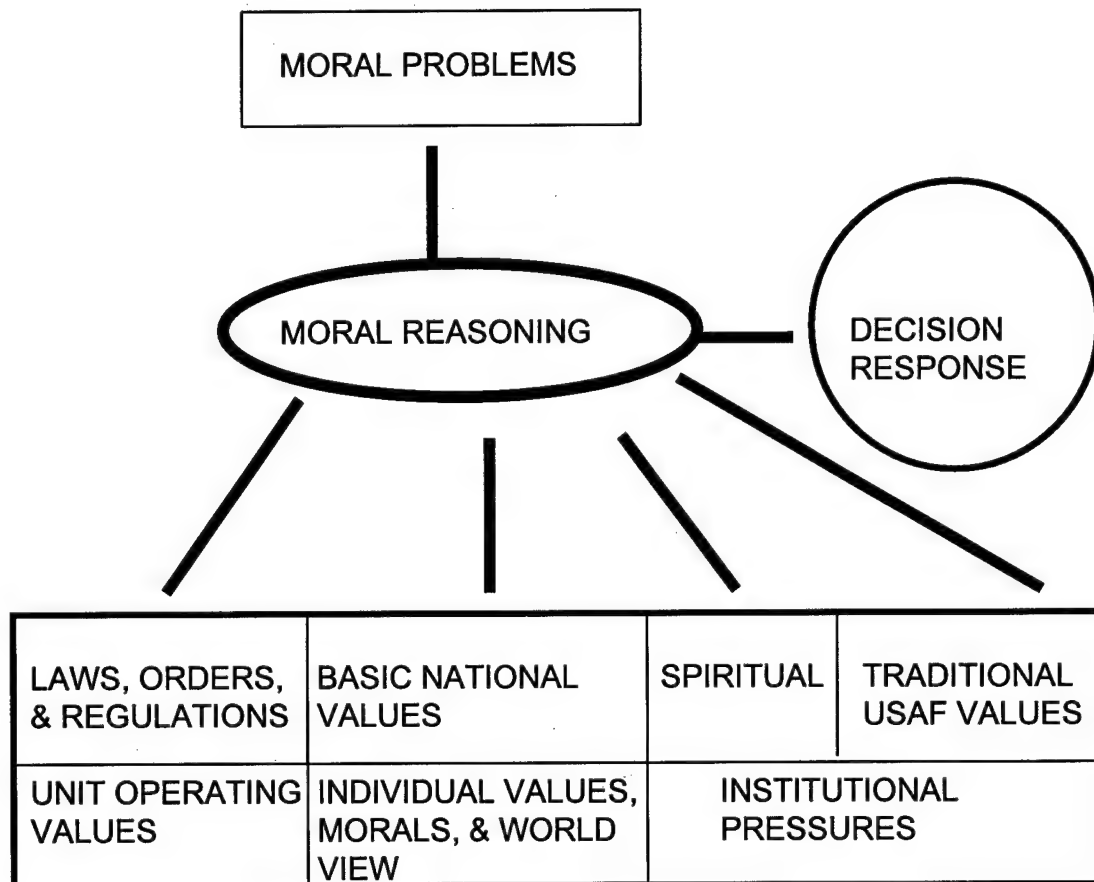 MORAL PROBLEMS
MORAL REASONING
DECISION
RESPONSE
LAWS, ORDERS,
& REGULATIONS
BASIC NATIONAL
VALUES
SPIRITUAL
TRADITIONAL
USAF VALUES
UNIT OPERATING
VALUES
INDIVIDUAL VALUES,
MORALS, & WORLD
VIEW
INSTITUTIONAL
PRESSURES